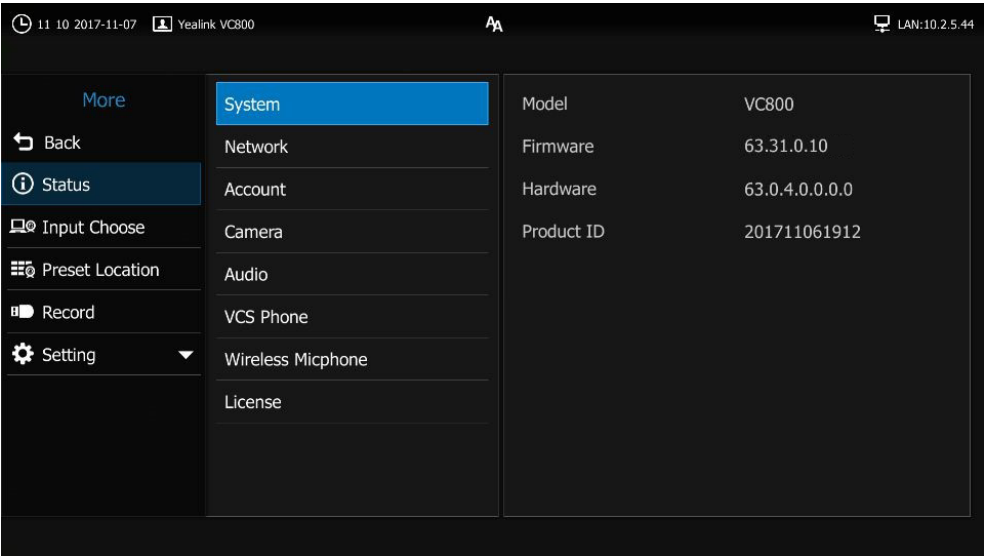 11 10 2017-11-07 Yealink VC800 AA LAN:10.2.5.44
More
Back
Status
Input Choose
Preset Location
Record
Setting
System
Network
Account
Camera
Audio
VCS Phone
Wireless Micphone
License
Model VC800
Firmware 63.31.0.10
Hardware 63.0.4.0.0.0.0
Product ID 201711061912